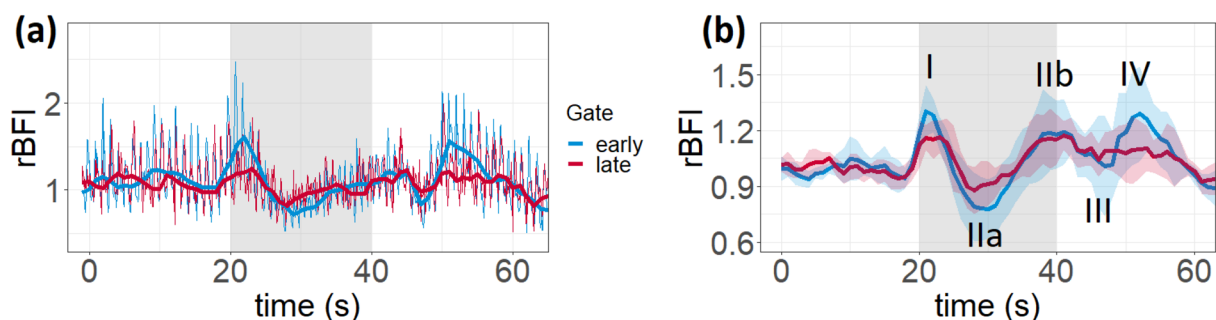 (a)
rBFI
2
1
0
20
40
60
time (s)
Gate
early
late
(b)
rBFI
1.5
1.2
0.9
0.6
I
IIb
IV
IIa
III
0
20
40
60
time (s)